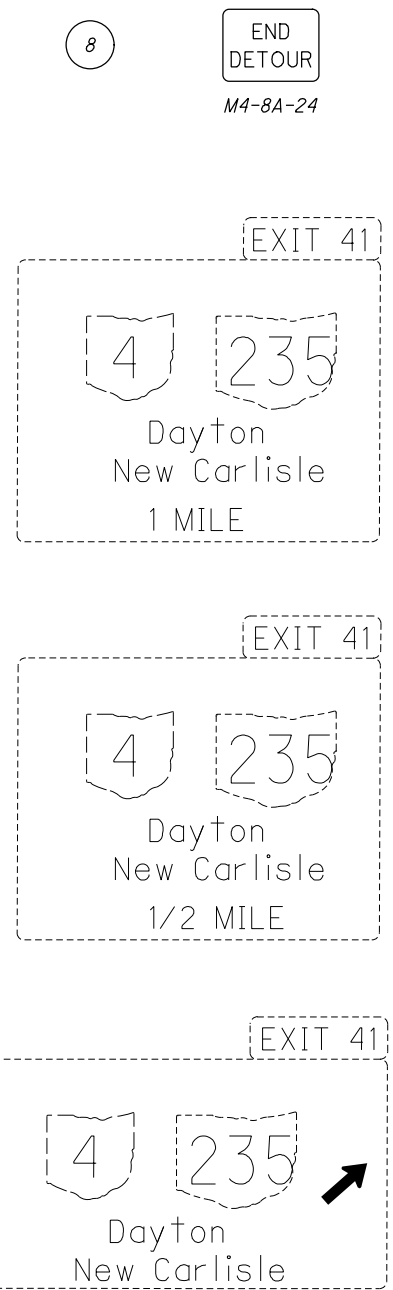 8
END
DETOUR
M4-8A-24
EXIT 41
4 235
Dayton
New Carlisle
1 MILE
EXIT 41
4 235
Dayton
New Carlisle
1/2 MILE
EXIT 41
4 235
Dayton
New Carlisle